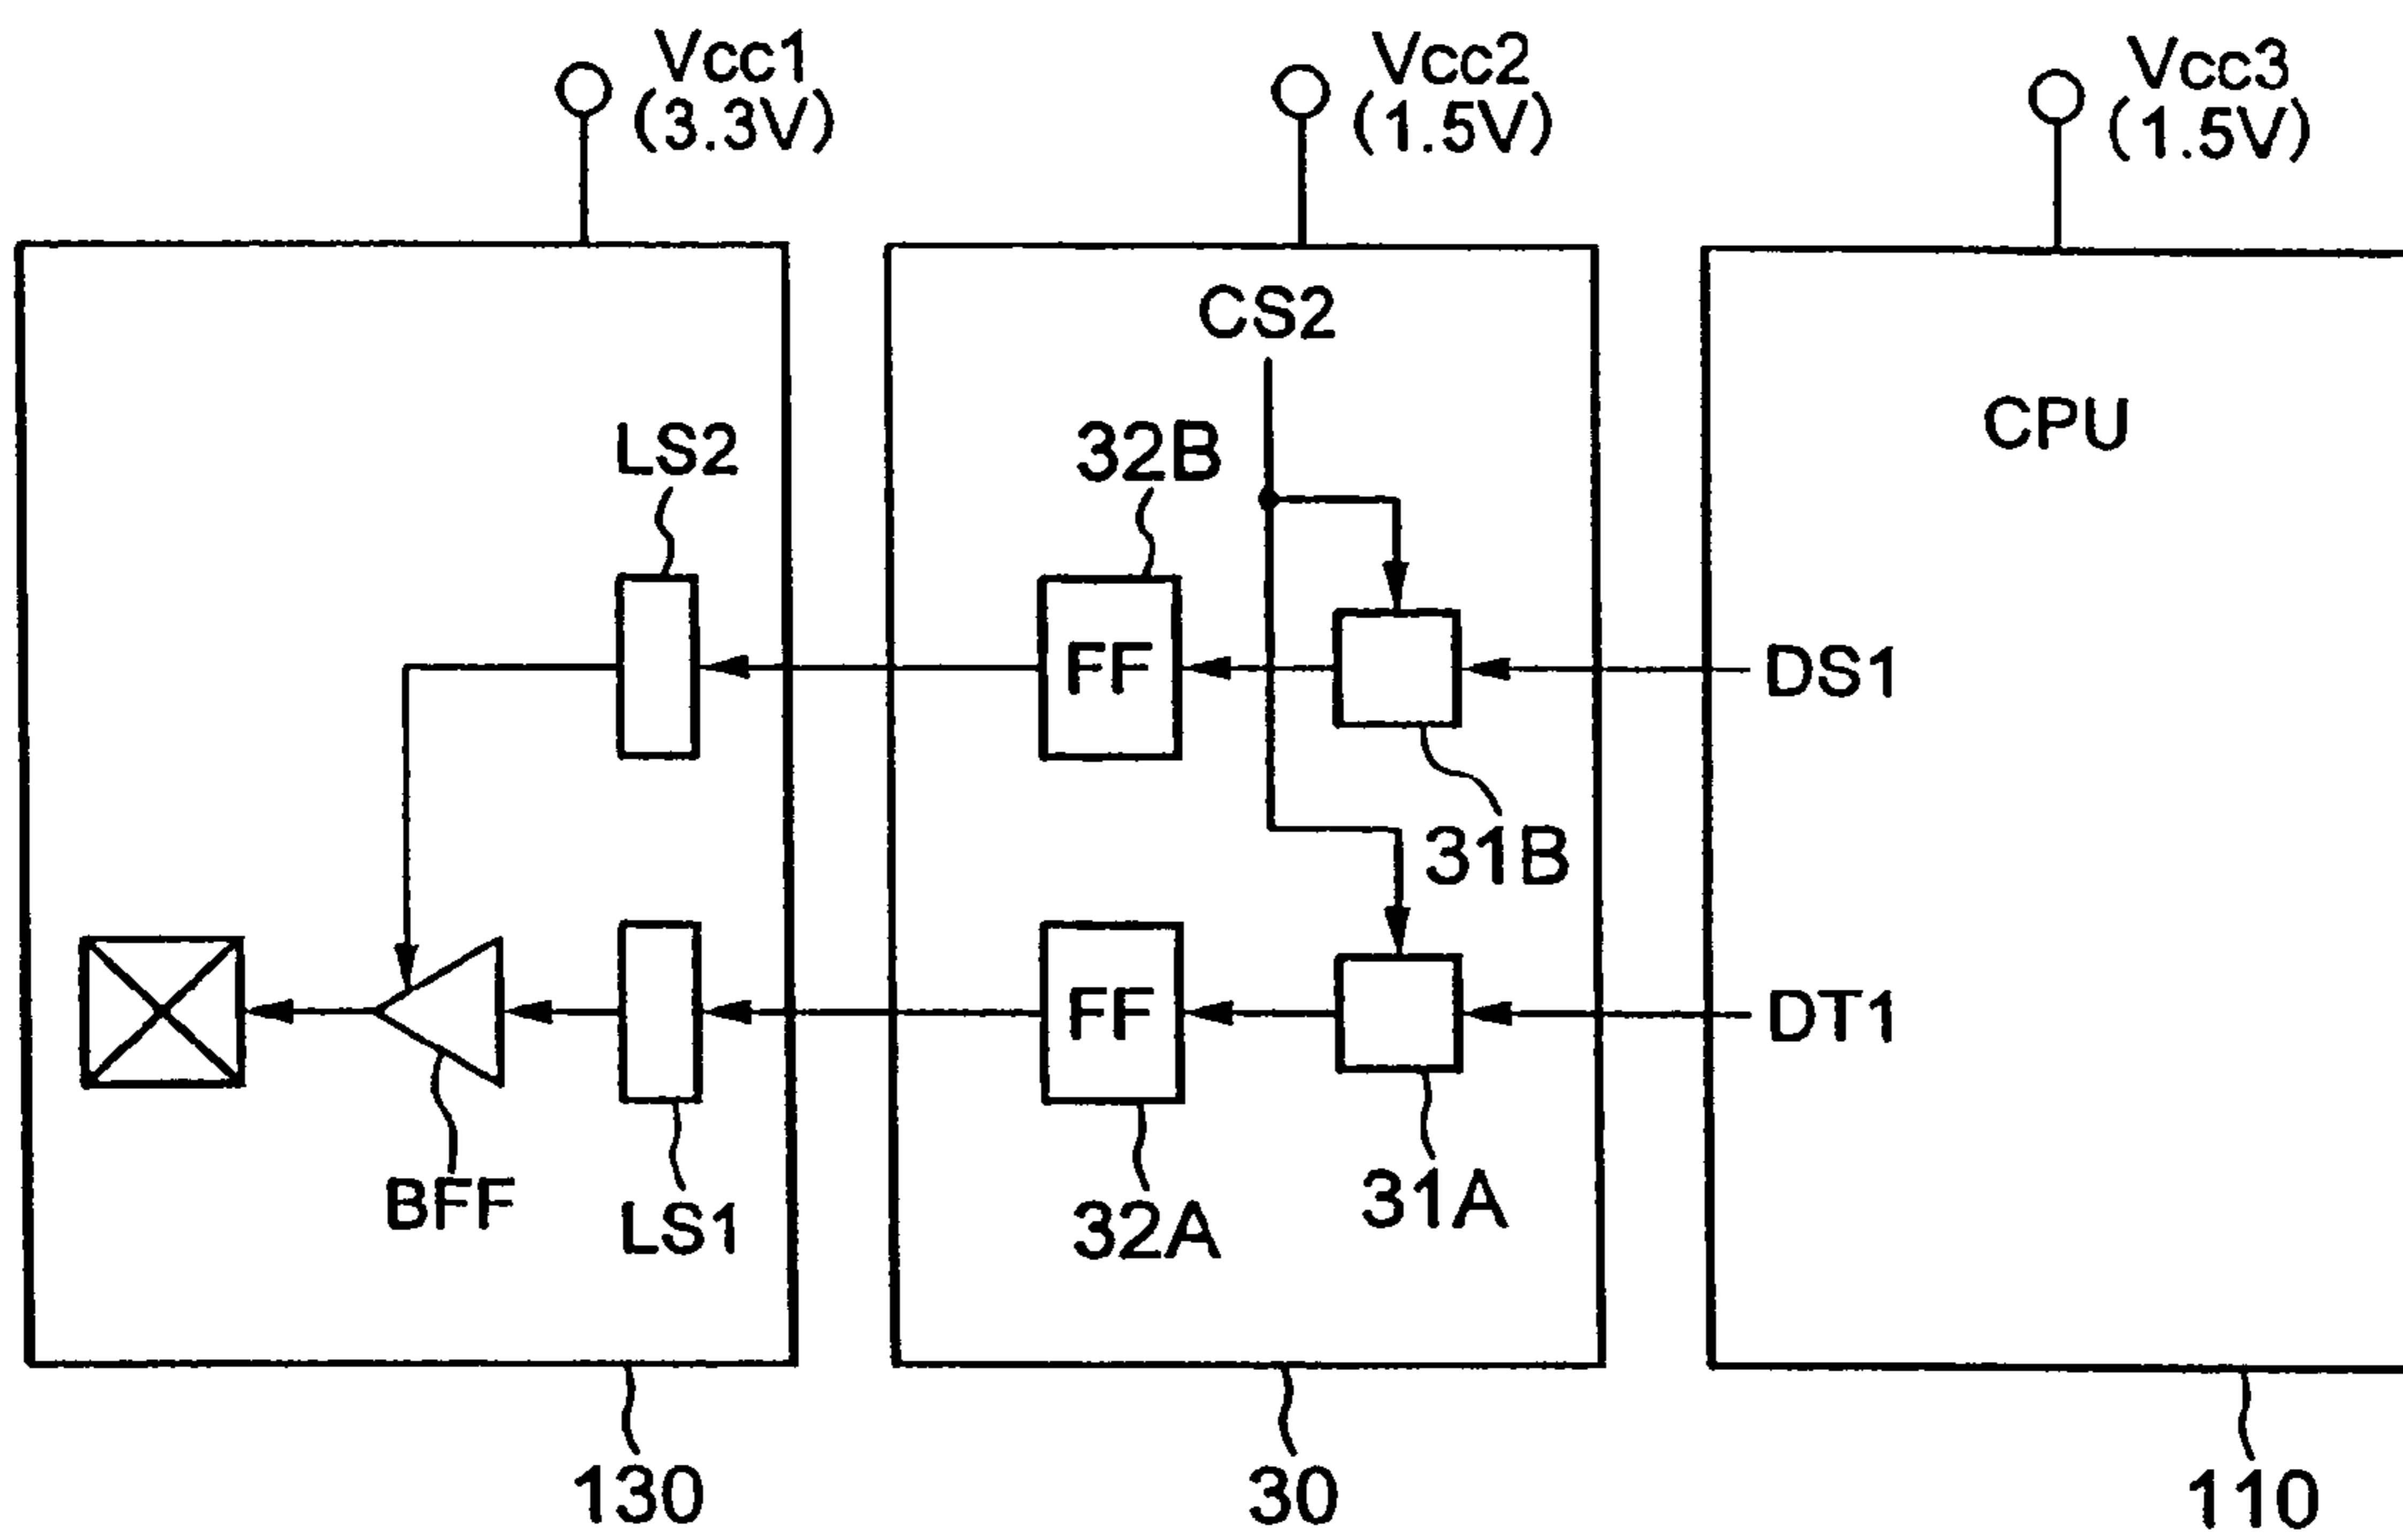 Vcc1
(3.3V)
Vcc2
(1.5V)
Vcc3
(1.5V)
CS2
CPU
LS2
32B
FF
DS1
31B
FF
DT1
BFF
LS1
32A
31A
130
30
110